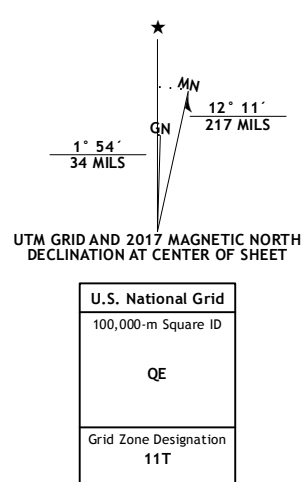 MN
GN
12° 11´
217 MILS
1° 54´
34 MILS
UTM GRID AND 2017 MAGNETIC NORTH
DECLINATION AT CENTER OF SHEET
U.S. National Grid
100,000-m Square ID
QE
Grid Zone Designation
11T